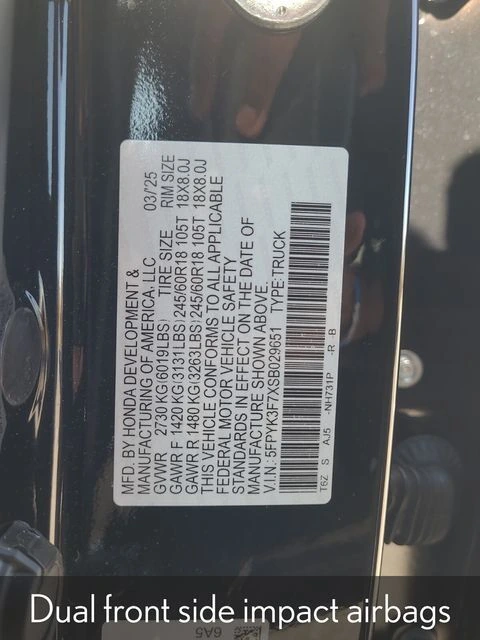 MFD. BY HONDA DEVELOPMENT &
MANUFACTURING OF AMERICA, LLC
03/25
GVWR 2730 KG(6019LBS) TIRE SIZE RIM SIZE
GAWR F 1420 KG(3131LBS)245/60R18 105T 18X8.0J
GAWR R 1480 KG(3263LBS)245/60R18 105T 18X8.0J
THIS VEHICLE CONFORMS TO ALL APPLICABLE
FEDERAL MOTOR VEHICLE SAFETY
STANDARDS IN EFFECT ON THE DATE OF
MANUFACTURE SHOWN ABOVE.
V.I.N.: 5FPYK3F7XSB029651 TYPE:TRUCK
T6Z S AJ5 -NH731P -R -B
Dual front side impact airbags
6A5